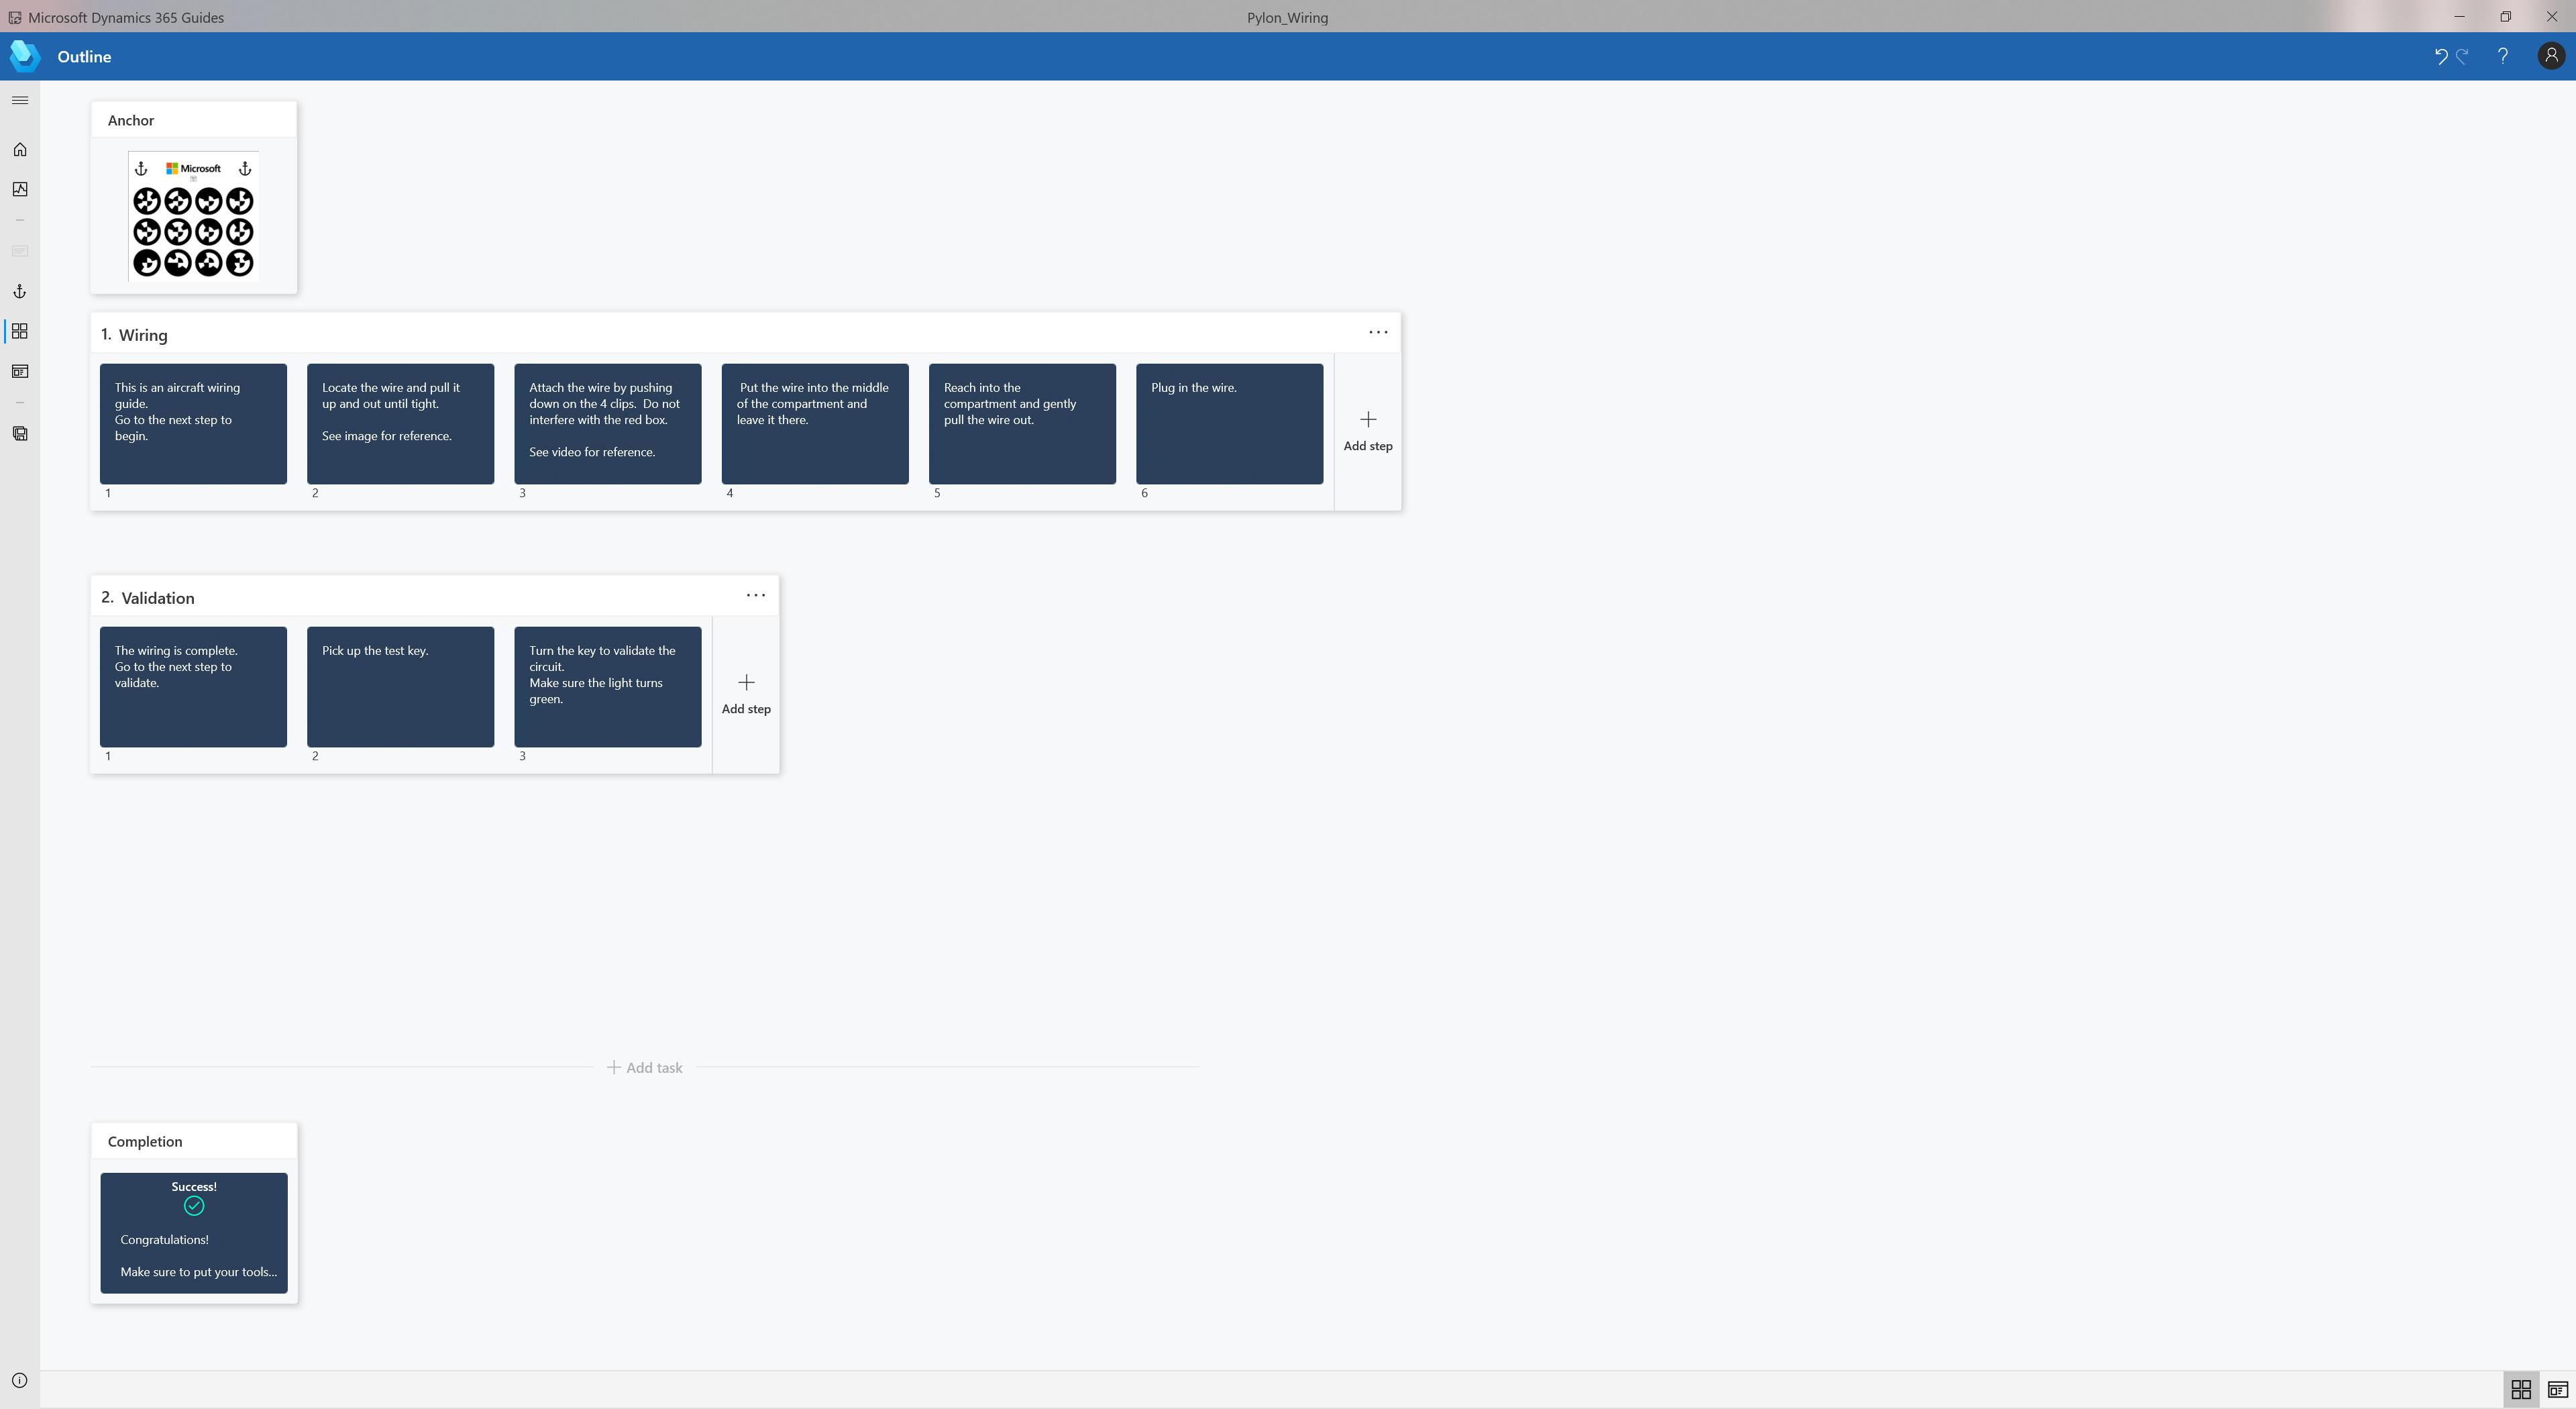 Microsoft Dynamics 365 Guides
Pylon_Wiring
Outline
Anchor
Microsoft
1. Wiring
This is an aircraft wiring
guide.
Go to the next step to
begin.
1
Locate the wire and pull it
up and out until tight.
See image for reference.
2
Attach the wire by pushing
down on the 4 clips.  Do not
interfere with the red box.
See video for reference.
3
Put the wire into the middle
of the compartment and
leave it there.
4
Reach into the
compartment and gently
pull the wire out.
5
Plug in the wire.
6
Add step
2. Validation
The wiring is complete.
Go to the next step to
validate.
1
Pick up the test key.
2
Turn the key to validate the
circuit.
Make sure the light turns
green.
3
Add step
Add task
Completion
Success!
Congratulations!
Make sure to put your tools...